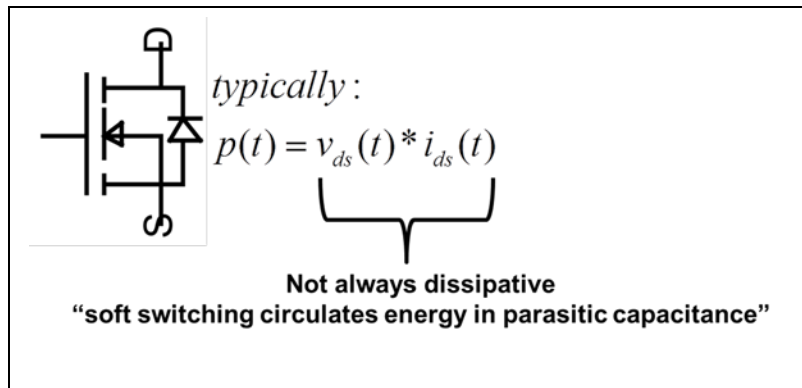 D
typically:
p(t) = v_ds(t) * i_ds(t)
S
Not always dissipative
“soft switching circulates energy in parasitic capacitance”